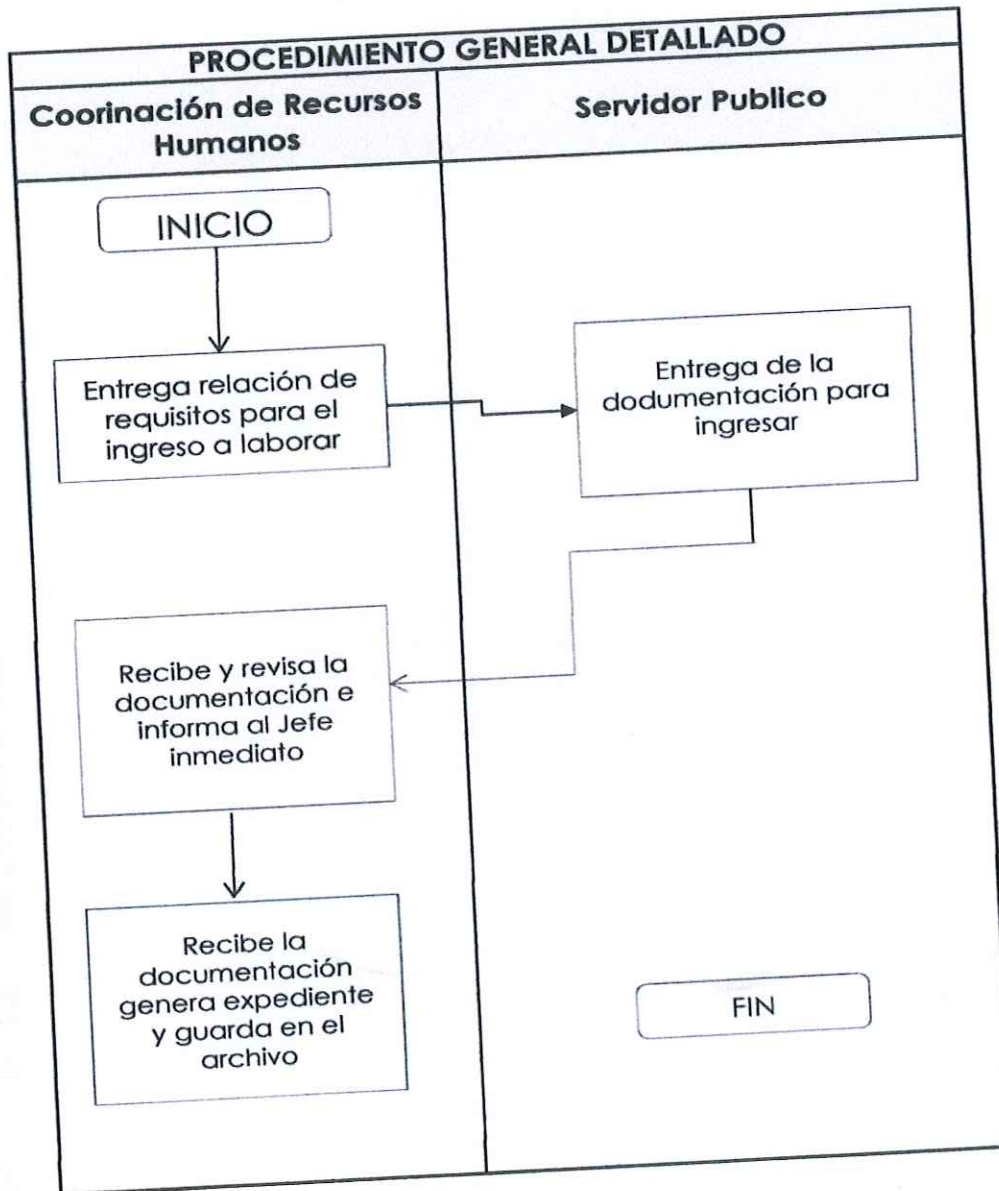 PROCEDIMIENTO GENERAL DETALLADO
Coorinación de Recursos
Humanos
Servidor Publico
INICIO
Entrega relación de
requisitos para el
ingreso a laborar
Entrega de la
dodumentación para
ingresar
Recibe y revisa la
documentación e
informa al Jefe
inmediato
Recibe la
documentación
genera expediente
y guarda en el
archivo
FIN